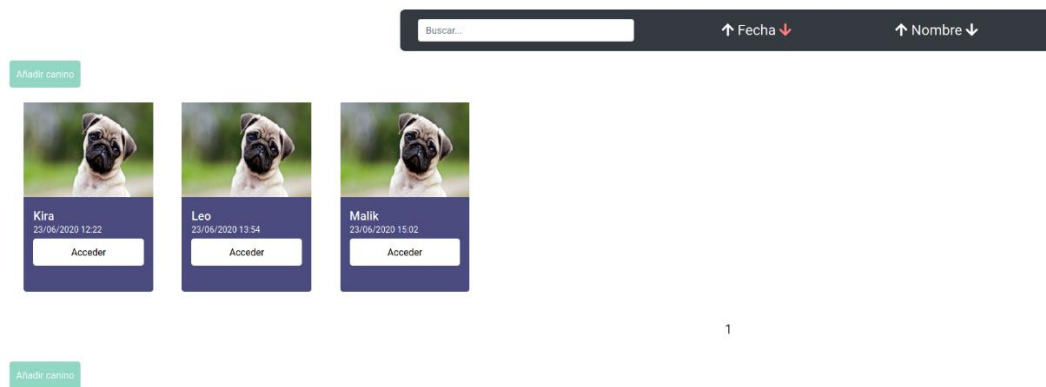 Buscar...
Fecha
Nombre
Añadir canino
Kira
23/06/2020 12:22
Acceder
Leo
23/06/2020 13:54
Acceder
Malik
23/06/2020 15:02
Acceder
1
Añadir canino